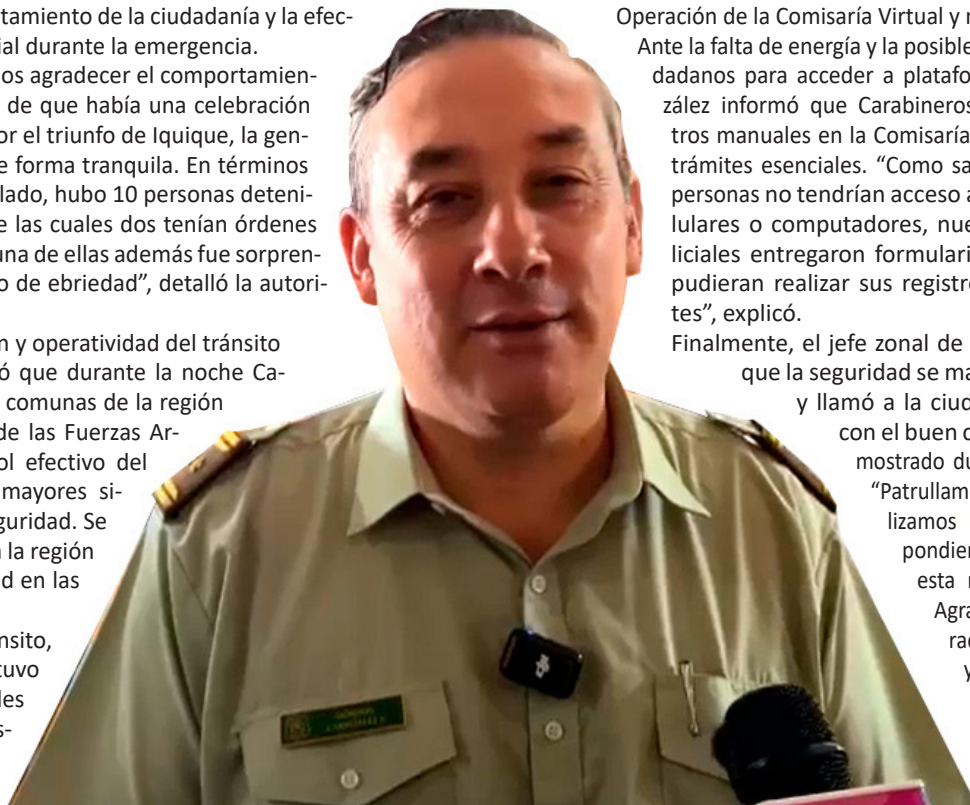 tamiento de la ciudadanía y la efec-
ial durante la emergencia.
os agradecer el comportamien-
de que había una celebración
or el triunfo de Iquique, la gen-
e forma tranquila. En términos
lado, hubo 10 personas deteni-
e las cuales dos tenían órdenes
una de ellas además fue sorpren-
o de ebriedad”, detalló la autori-
n y operatividad del tránsito
ó que durante la noche Ca-
comunas de la región
de las Fuerzas Ar-
ol efectivo del
mayores si-
guridad. Se
n la región
d en las
nsito,
tuvo
les
s-
Operación de la Comisaría Virtual y r
Ante la falta de energía y la posible
dadanos para acceder a platafo
zález informó que Carabineros
tros manuales en la Comisaría
trámites esenciales. “Como sa
personas no tendrían acceso a
lulares o computadores, nue
liciales entregaron formulari
pudieran realizar sus registro
tes”, explicó.
Finalmente, el jefe zonal de
que la seguridad se ma
y llamó a la ciud
con el buen c
mostrado du
“Patrullam
lizamos
pondien
esta n
Agra
rac
y